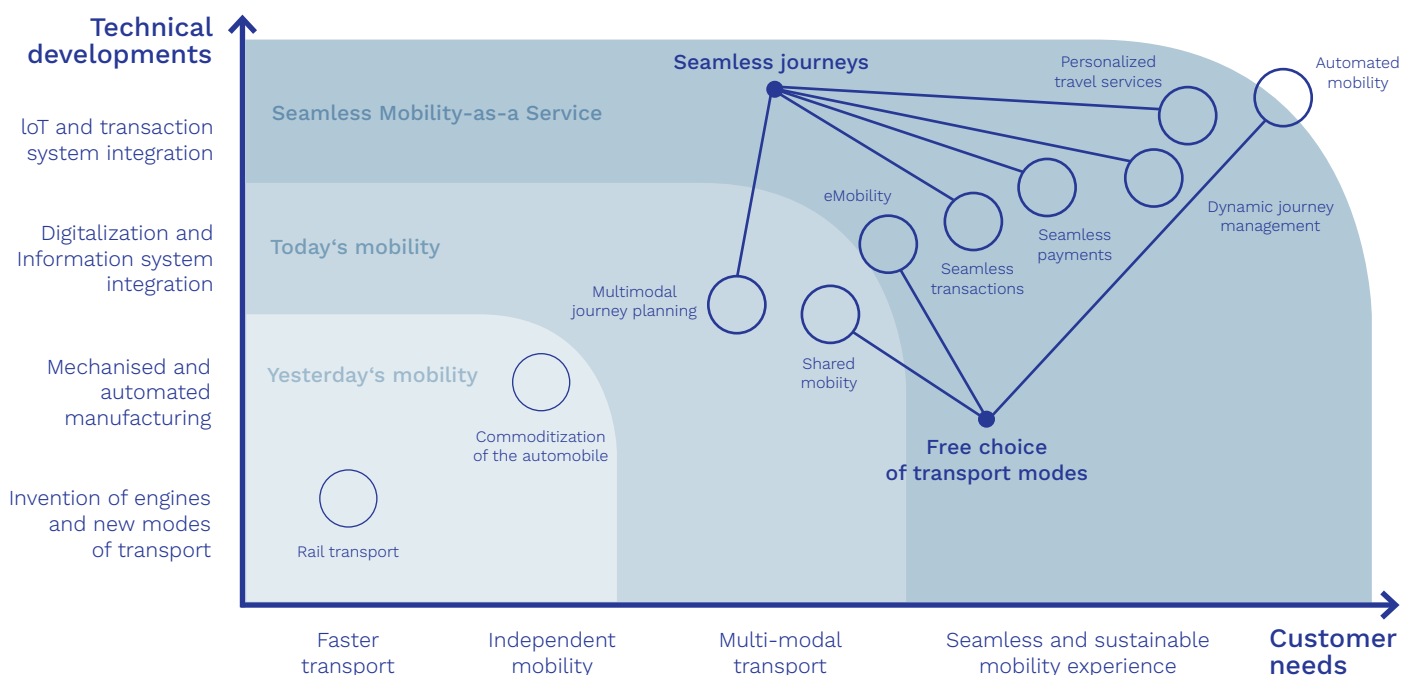 Technical
developments
loT and transaction
system integration
Digitalization and
Information system
integration
Mechanised and
automated
manufacturing
Invention of engines
and new modes
of transport
Seamless Mobility-as-a Service
Today‘s mobility
Yesterday‘s mobility
Seamless journeys
Personalized
travel services
Automated
mobility
eMobility
Dynamic journey
management
Seamless
payments
Seamless
transactions
Multimodal
journey planning
Shared
mobiity
Commoditization
of the automobile
Free choice
of transport modes
Rail transport
Faster
transport
Independent
mobility
Multi-modal
transport
Seamless and sustainable
mobility experience
Customer
needs